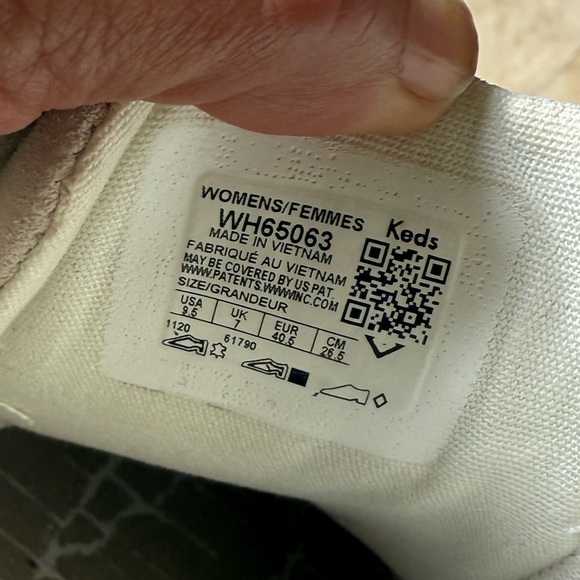 WOMENS/FEMMES
Keds
WH65063
MADE IN VIETNAM
FABRIQUÉ AU VIETNAM
MAY BE COVERED BY US PAT.
WWW.PATENTS.WWWINC.COM
SIZE/GRANDEUR
USA UK EUR CM
9.5 7 40.5 26.5
1120 61790